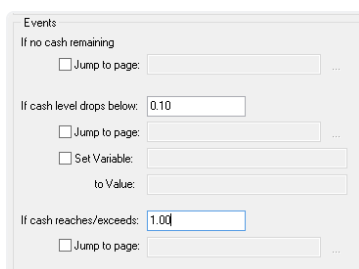 Events
If no cash remaining
Jump to page: ...
If cash level drops below: 0.10
Jump to page: ...
Set Variable:
to Value:
If cash reaches/exceeds: 1.00
Jump to page: ...